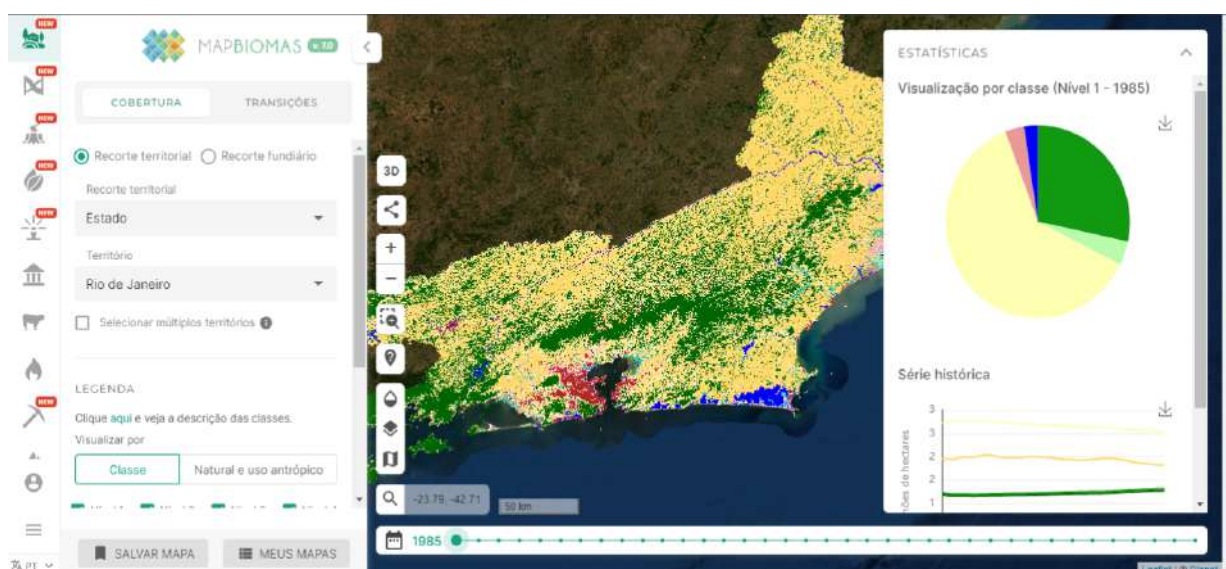 NEW
NEW
NEW
NEW
NEW
NEW
MAPBIOMAS v. 7.0
COBERTURA
TRANSIÇÕES
Recorte territorial
Recorte fundiário
Recorte territorial
Estado
Território
Rio de Janeiro
Selecionar múltiplos territórios
LEGENDA
Clique aqui e veja a descrição das classes.
Visualizar por
Classe
Natural e uso antrópico
SALVAR MAPA
MEUS MAPAS
PT
3D
-23.79, -42.71
50 km
1985
ESTATÍSTICAS
Visualização por classe (Nível 1 - 1985)
Série histórica
3
3
2
2
1
de hectares